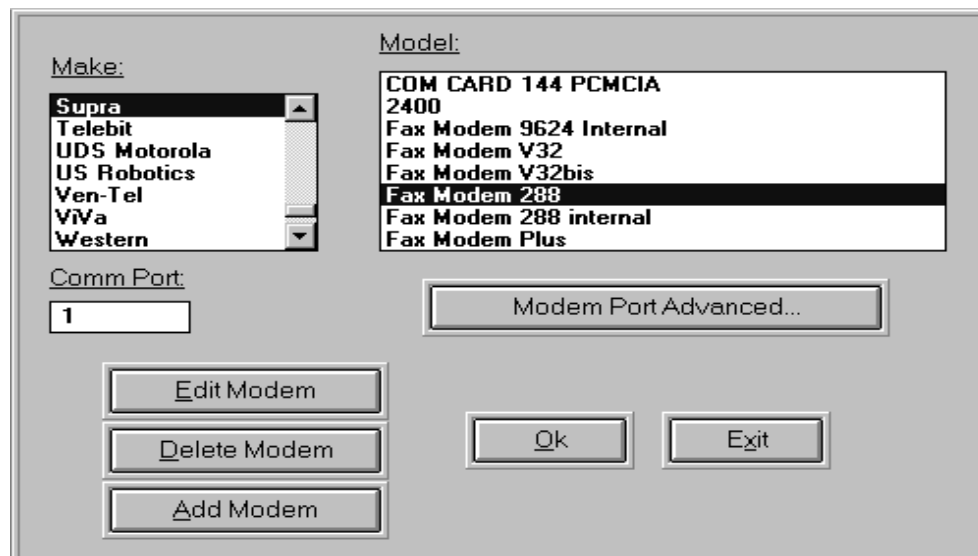 Make:
Supra
Telebit
UDS Motorola
US Robotics
Ven-Tel
ViVa
Western
Model:
COM CARD 144 PCMCIA
2400
Fax Modem 9624 Internal
Fax Modem V32
Fax Modem V32bis
Fax Modem 288
Fax Modem 288 internal
Fax Modem Plus
Comm Port:
1
Modem Port Advanced...
Edit Modem
Delete Modem
Add Modem
Ok
Exit